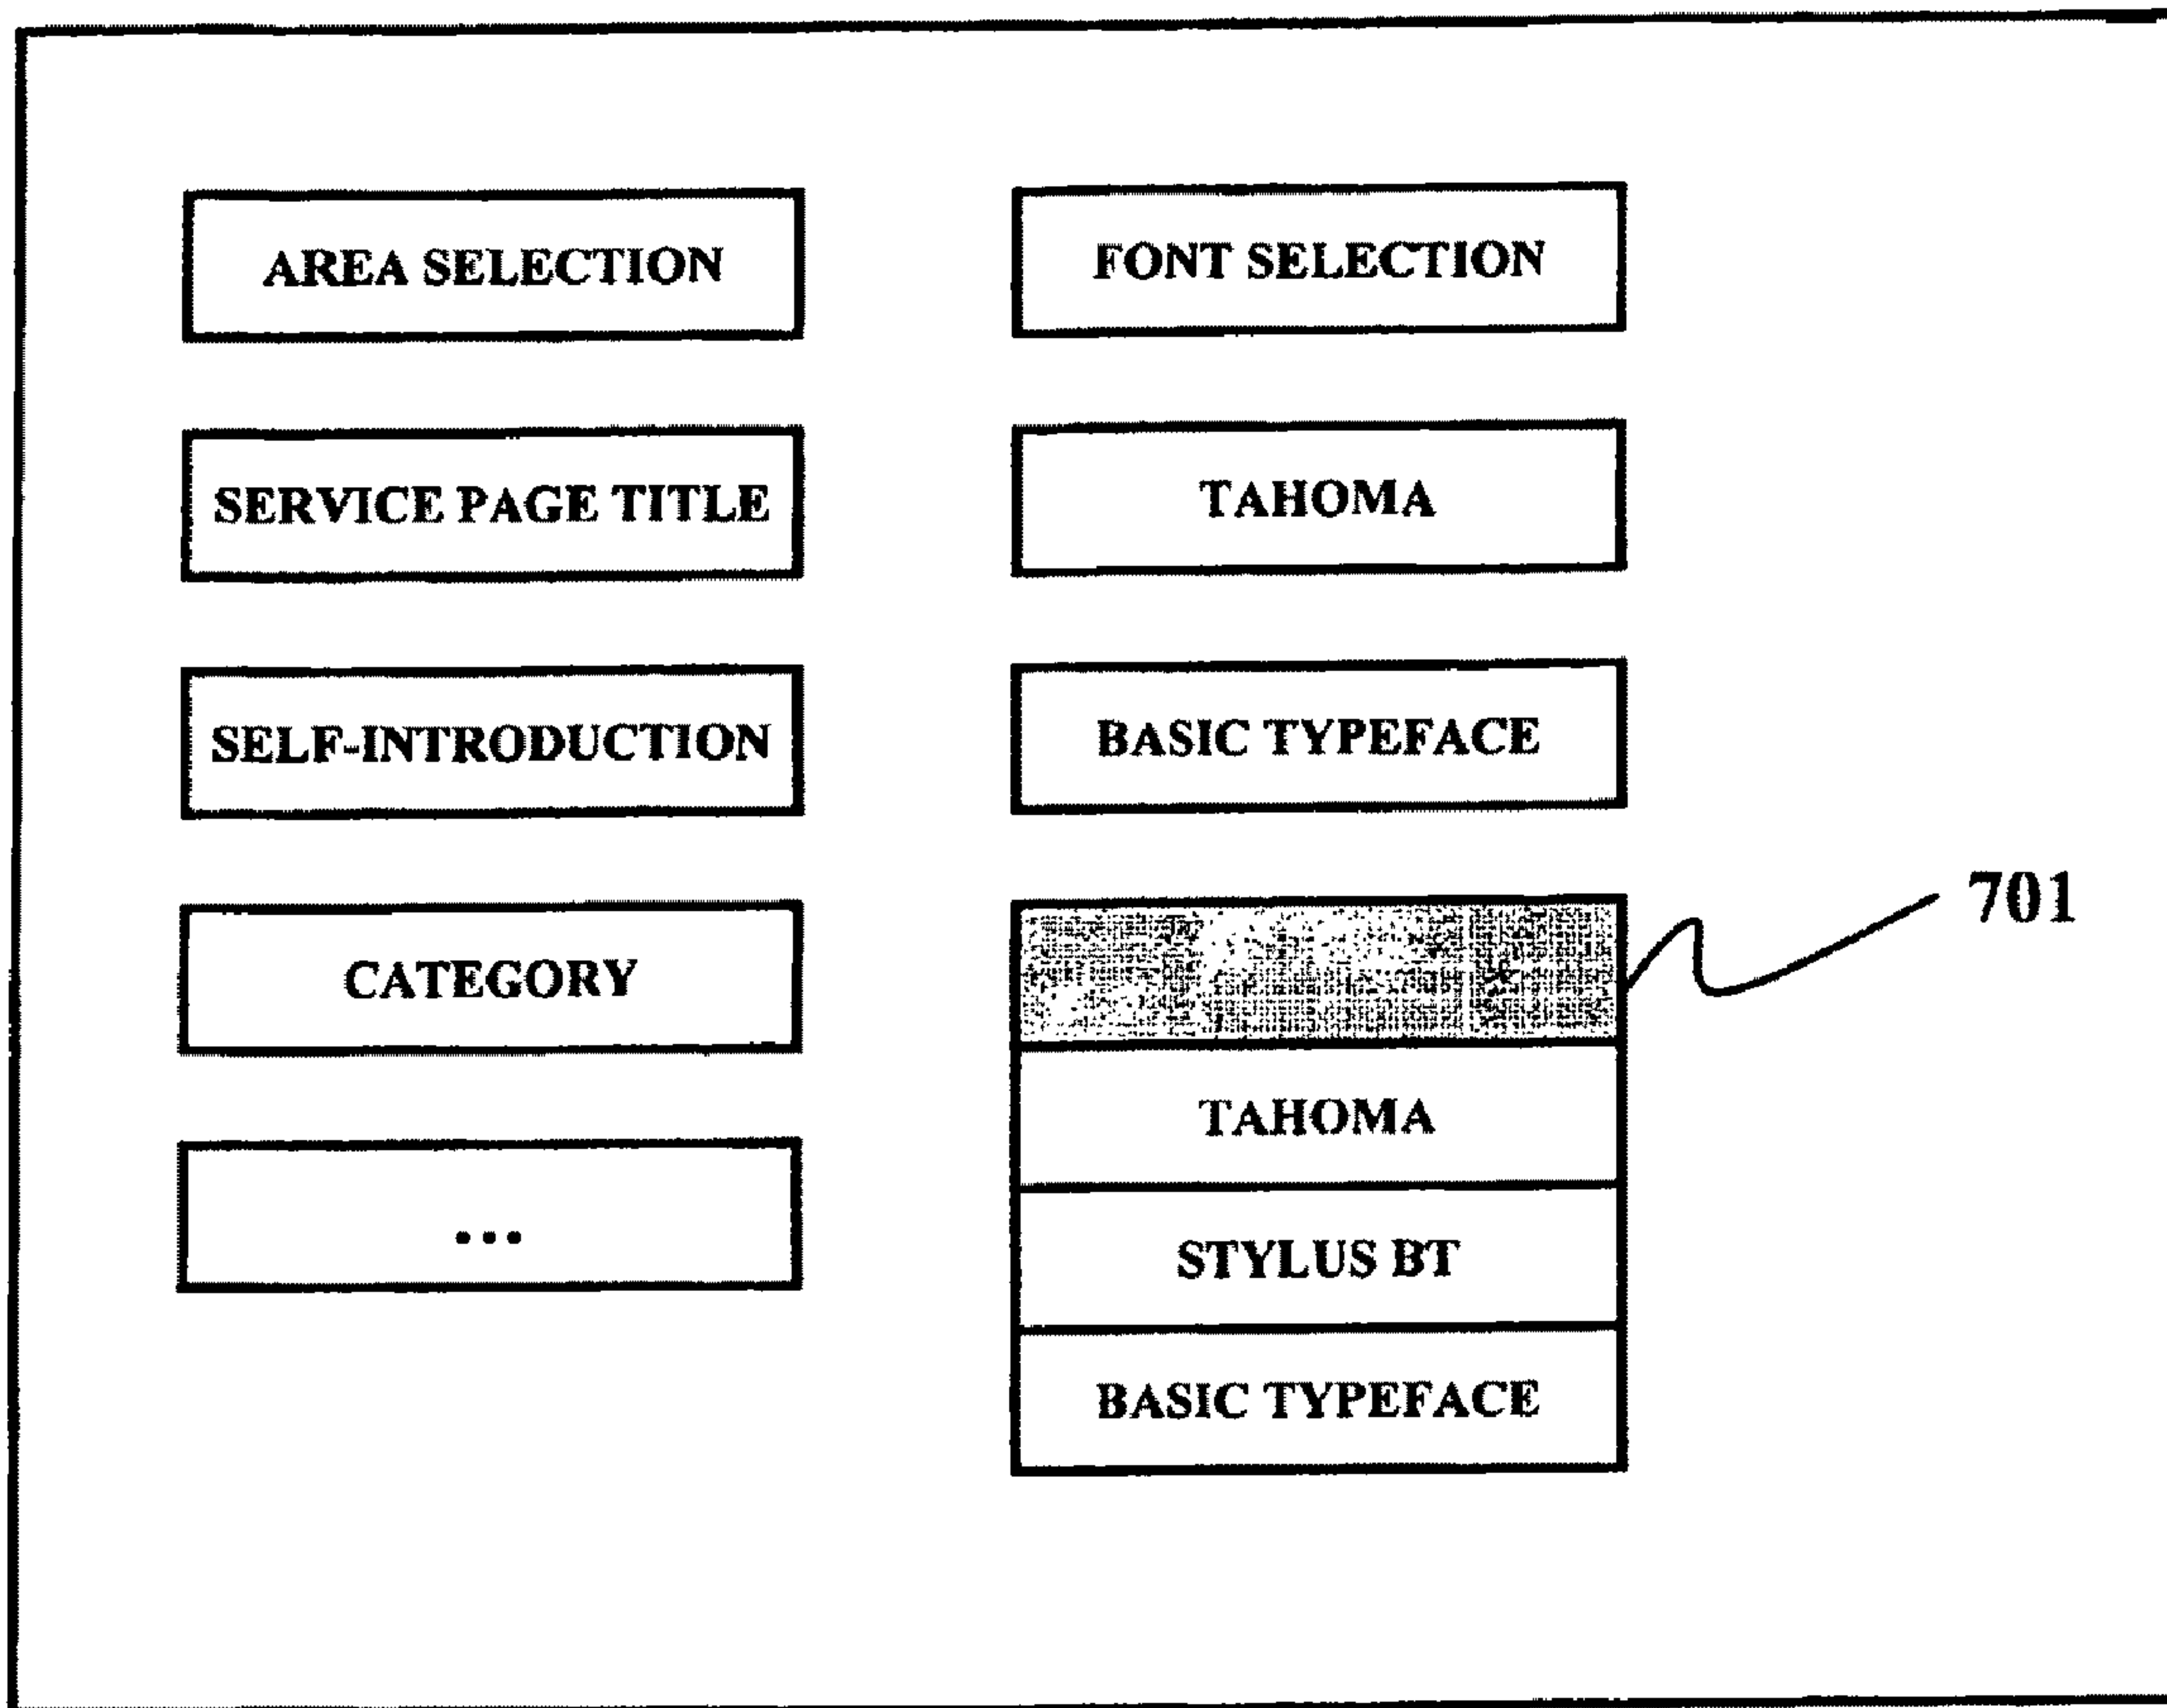 AREA SELECTION
FONT SELECTION
SERVICE PAGE TITLE
TAHOMA
SELF-INTRODUCTION
BASIC TYPEFACE
CATEGORY
701
TAHOMA
...
STYLUS BT
BASIC TYPEFACE